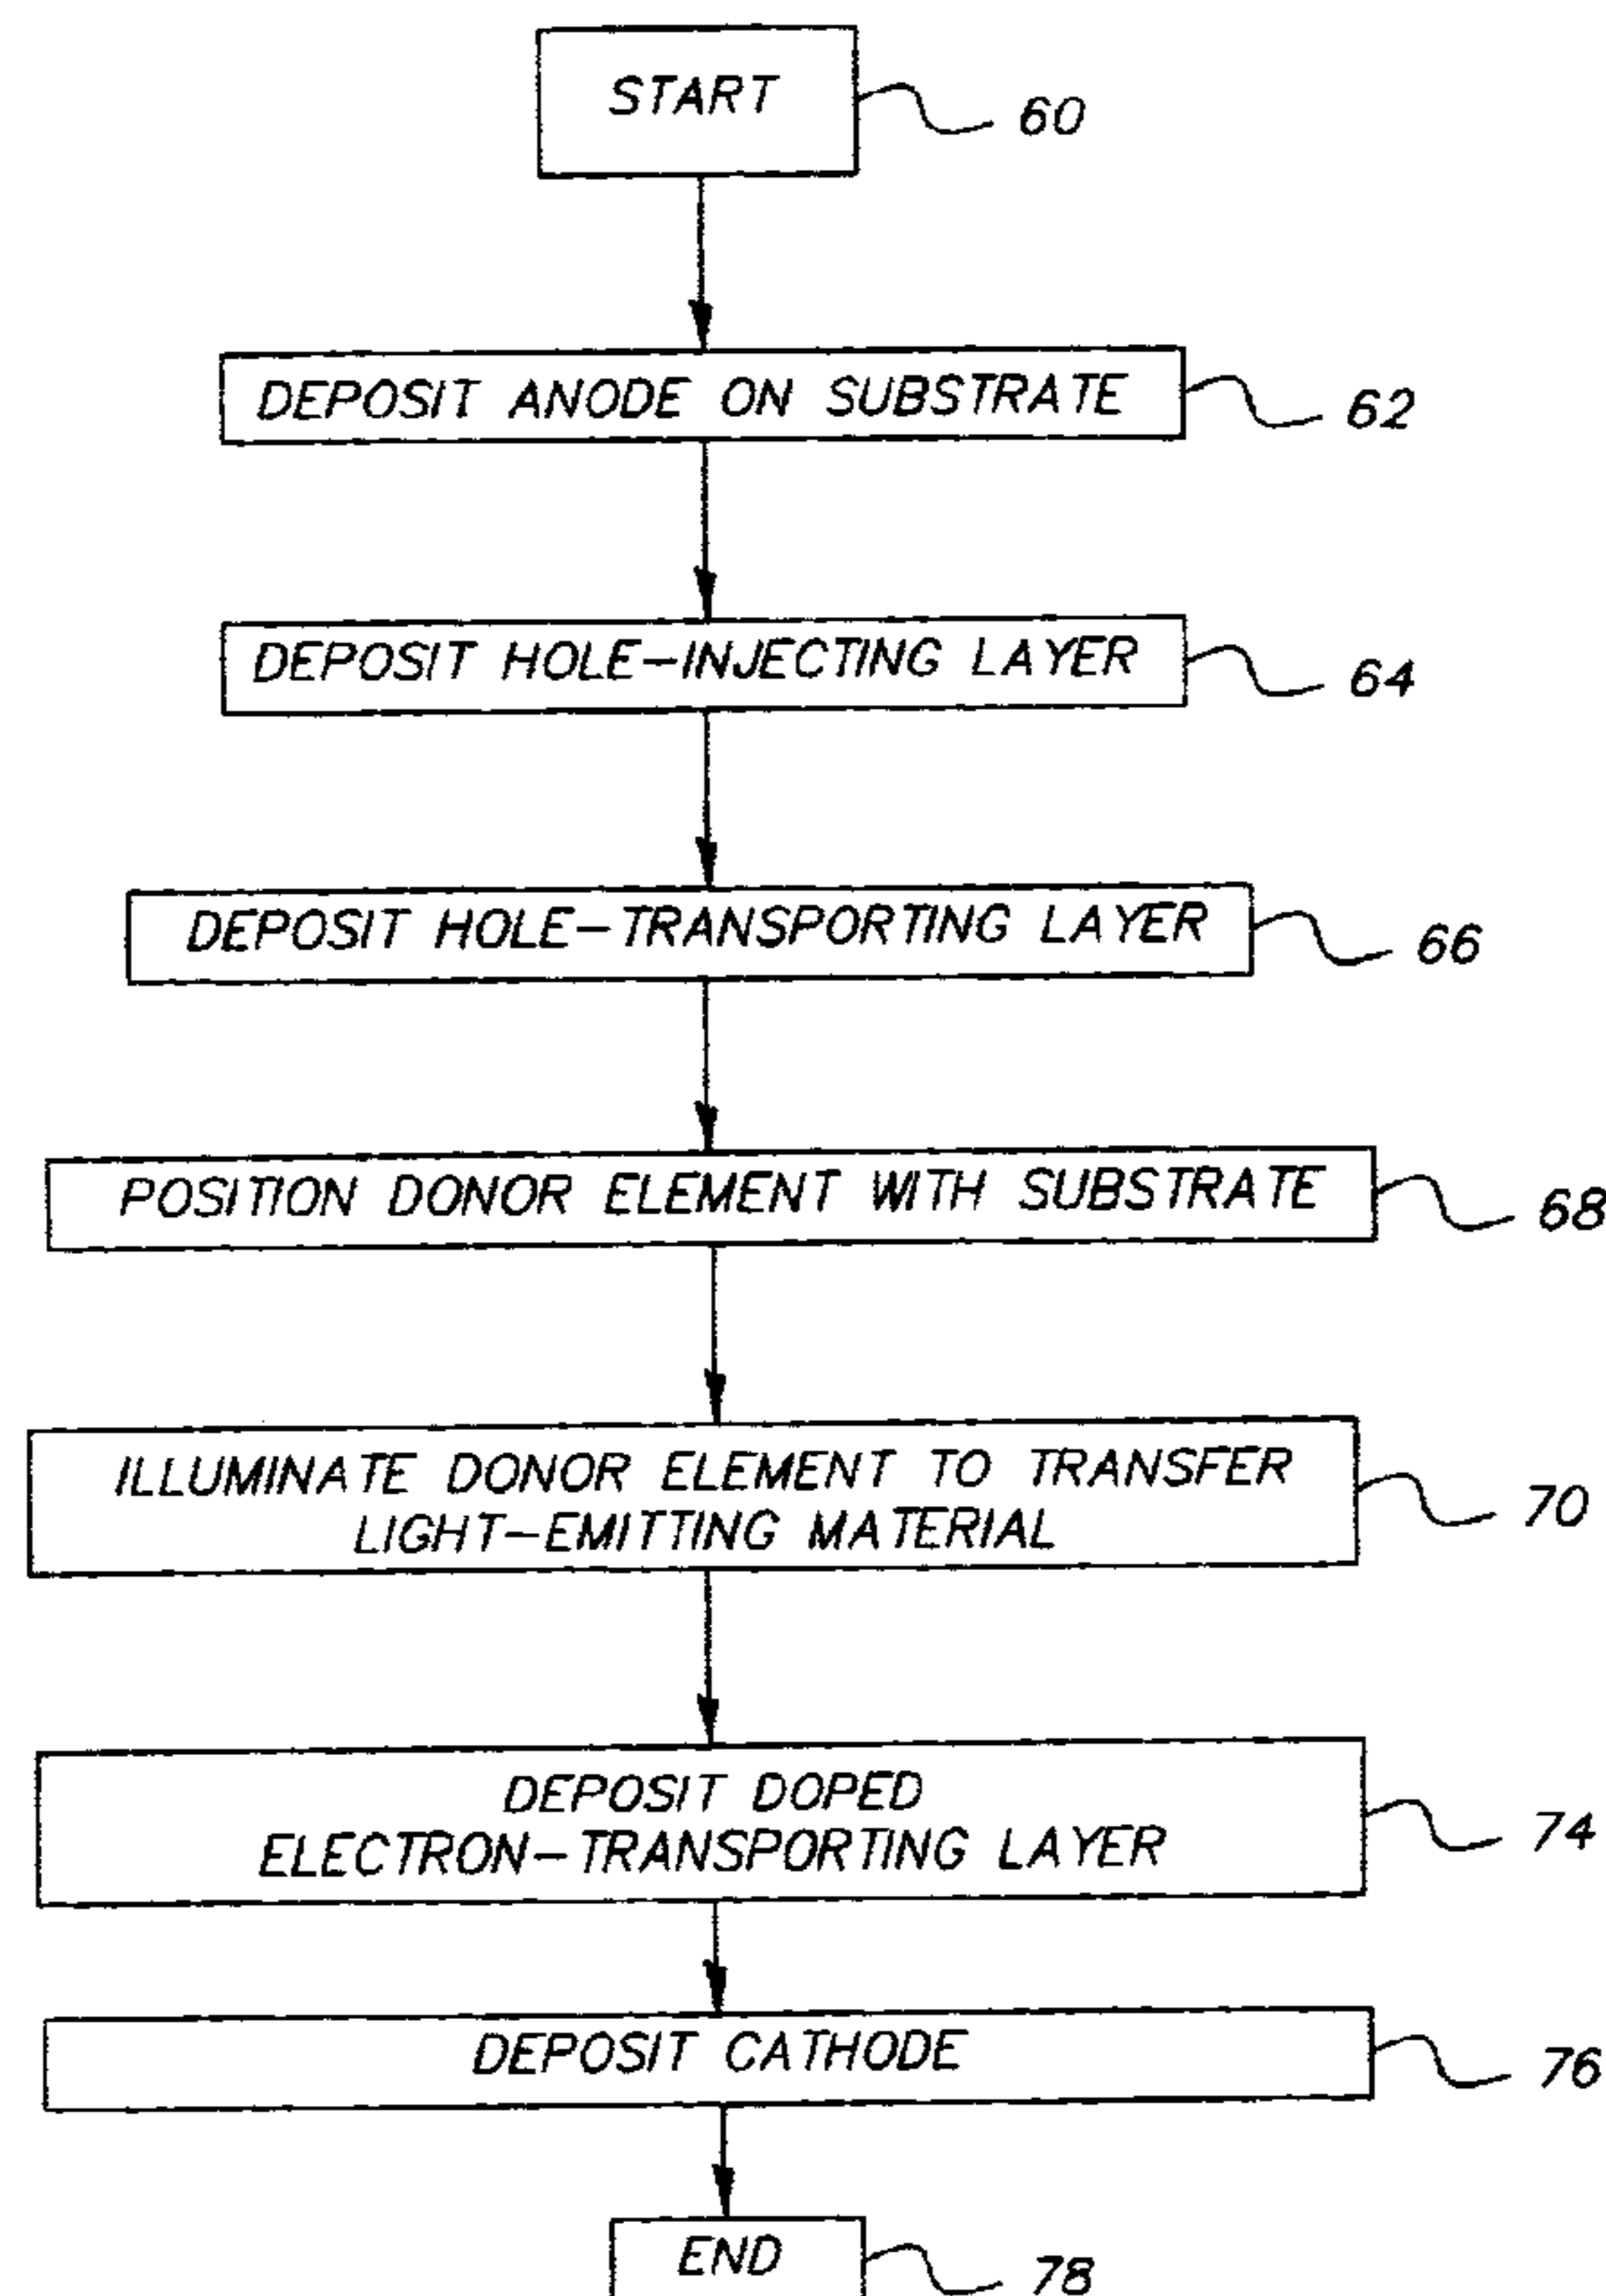 START
60
DEPOSIT ANODE ON SUBSTRATE
62
DEPOSIT HOLE-INJECTING LAYER
64
DEPOSIT HOLE-TRANSPORTING LAYER
66
POSITION DONOR ELEMENT WITH SUBSTRATE
68
ILLUMINATE DONOR ELEMENT TO TRANSFER
LIGHT-EMITTING MATERIAL
70
DEPOSIT DOPED
ELECTRON-TRANSPORTING LAYER
74
DEPOSIT CATHODE
76
END
78